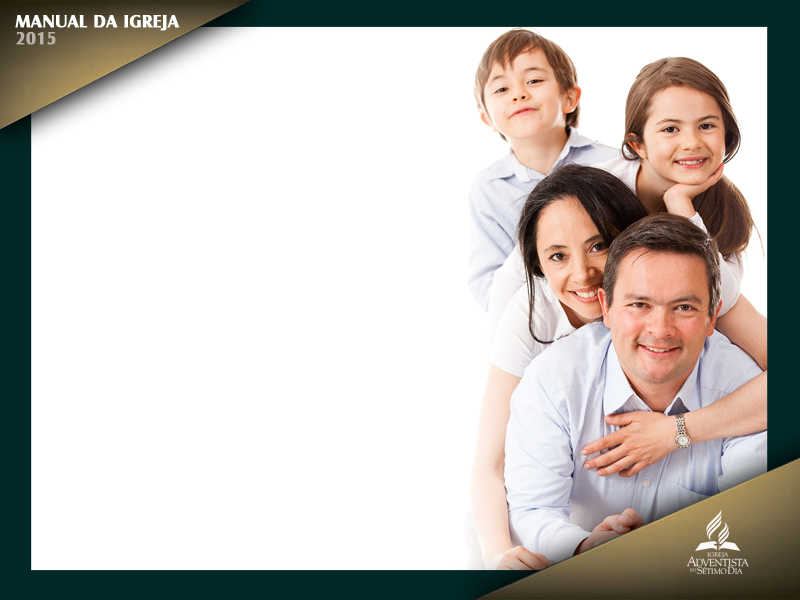 MANUAL DA IGREJA
2015
IGREJA
ADVENTISTA
DO SÉTIMO DIA